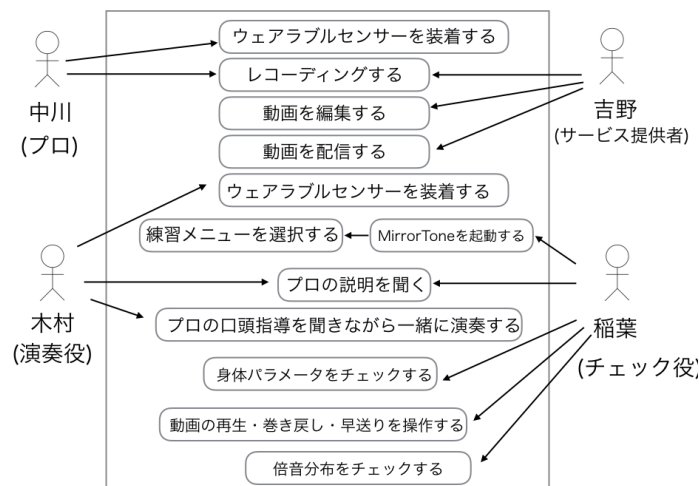 ウェアラブルセンサーを装着する
レコーディングする
動画を編集する
動画を配信する
ウェアラブルセンサーを装着する
練習メニューを選択する
MirrorToneを起動する
プロの説明を聞く
プロの口頭指導を聞きながら一緒に演奏する
身体パラメータをチェックする
動画の再生・巻き戻し・早送りを操作する
倍音分布をチェックする
中川
(プロ)
吉野
(サービス提供者)
木村
(演奏役)
稲葉
(チェック役)